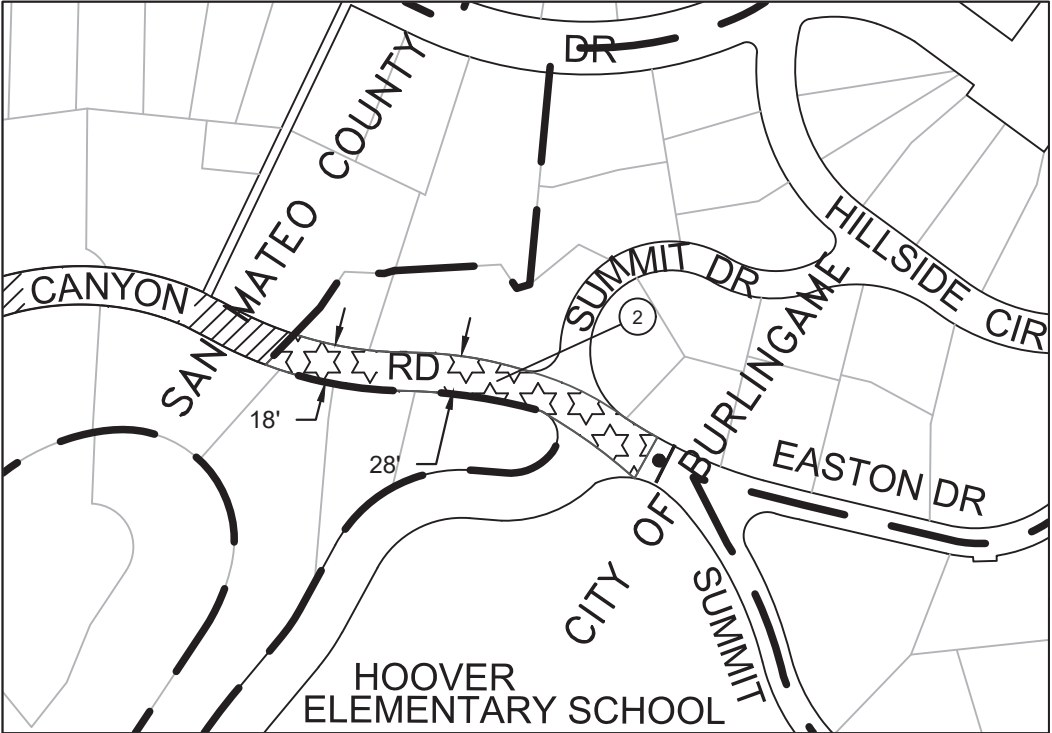 DR
SAN MATEO COUNTY
HILLSIDE CIR
SUMMIT DR
CANYON RD
2
18'
28'
CITY OF BURLINGAME
EASTON DR
SUMMIT
HOOVER
ELEMENTARY SCHOOL